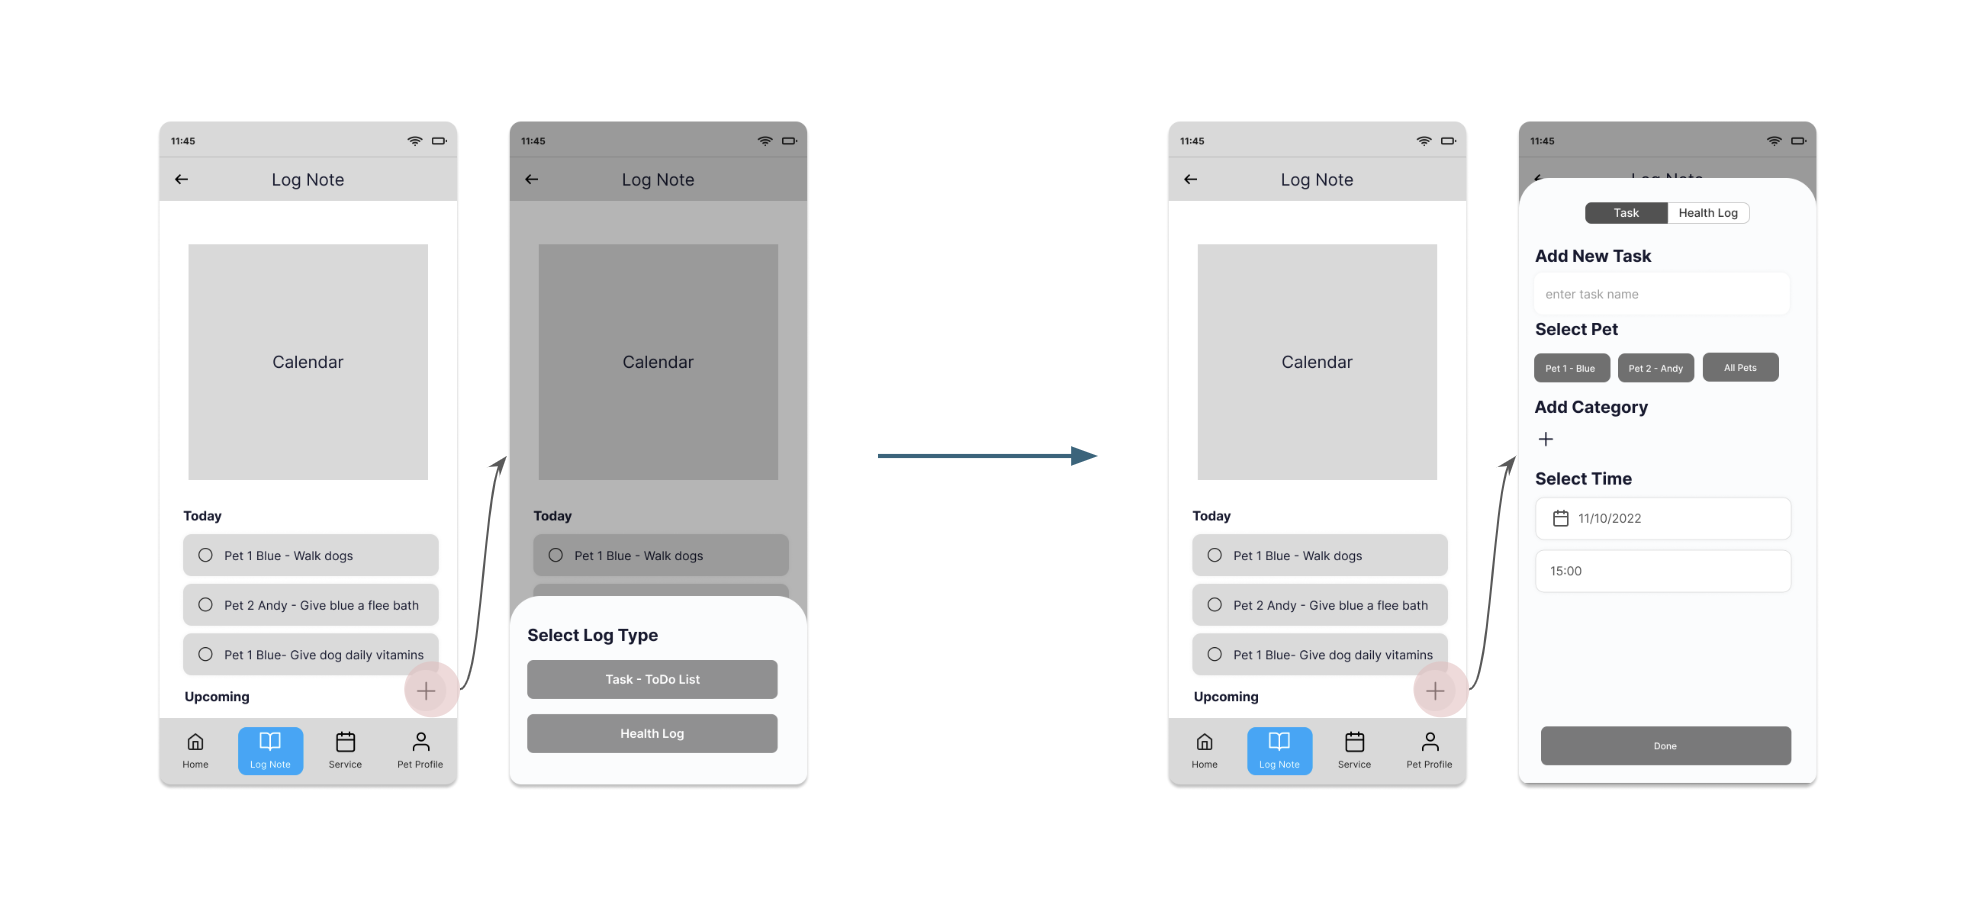 11:45
Log Note
Calendar
Today
Pet 1 Blue - Walk dogs
Pet 2 Andy - Give blue a flee bath
Pet 1 Blue- Give dog daily vitamins
Upcoming
Home
Log Note
Service
Pet Profile
11:45
Log Note
Calendar
Today
Pet 1 Blue - Walk dogs
Select Log Type
Task - ToDo List
Health Log
11:45
Log Note
Calendar
Today
Pet 1 Blue - Walk dogs
Pet 2 Andy - Give blue a flee bath
Pet 1 Blue- Give dog daily vitamins
Upcoming
Home
Log Note
Service
Pet Profile
11:45
Log Note
Task Health Log
Add New Task
enter task name
Select Pet
Pet 1 - Blue Pet 2 - Andy All Pets
Add Category
Select Time
11/10/2022
15:00
Done